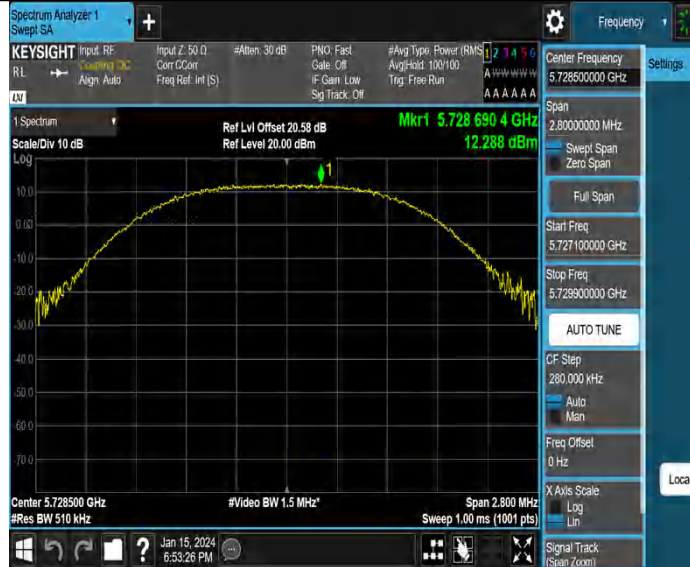 Spectrum Analyzer 1
Swept SA
Frequency
KEYSIGHT Input: RF Input Z: 50 Ω #Atten: 30 dB PNO: Fast #Avg Type: Power (RMS 1 2 3 4 5 6
RL Coupling: DC Corr CCorr Gate: Off Avg|Hold: 100/100 A W W W W W
Align: Auto Freq Ref: Int (S) IF Gain: Low Trig: Free Run
Sig Track: Off A A A A A A
LXI
1 Spectrum
Ref Lvl Offset 20.58 dB Mkr1 5.728 690 4 GHz
Scale/Div 10 dB Ref Level 20.00 dBm 12.288 dBm
Log
1
10.0
0.00
-10.0
-20.0
-30.0
-40.0
-50.0
-60.0
-70.0
Center 5.728500 GHz #Video BW 1.5 MHz* Span 2.800 MHz
#Res BW 510 kHz Sweep 1.00 ms (1001 pts)
? Jan 15, 2024
6:53:26 PM
Center Frequency
5.728500000 GHz
Settings
Span
2.80000000 MHz
Swept Span
Zero Span
Full Span
Start Freq
5.727100000 GHz
Stop Freq
5.729900000 GHz
AUTO TUNE
CF Step
280.000 kHz
Auto
Man
Freq Offset
0 Hz
Loca
X Axis Scale
Log
Lin
Signal Track
(Span Zoom)